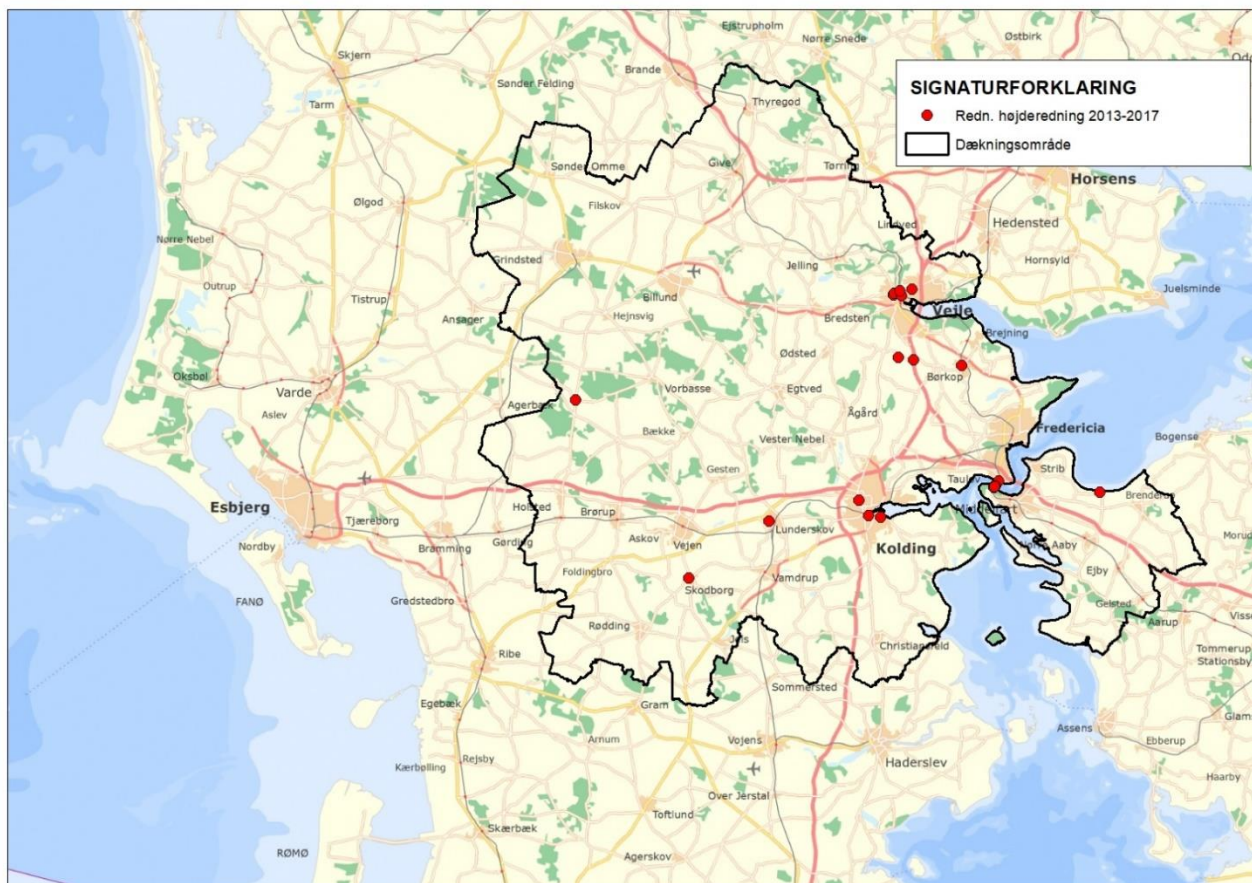 Ejstrupholm
Nørre Snede
Østbirk
Skjern
Brande
Sønder Felding
SIGNATURFORKLARING
Redn. højderedning 2013-2017
Dækningsområde
Tarm
Thyregod
Sønder Omme
Give
Tørring
Horsens
Ølgod
Filskov
Lindved
Hedensted
Nørre Nebel
Grindsted
Jelling
Hornsyld
Outrup
Tistrup
Billund
Juelsminde
Ansager
Hejnsvig
Bredsten
Vejle
Brejning
Ødsted
Oksbøl
Varde
Agerbæk
Vorbasse
Egtved
Børkop
Aslev
Ågård
Bække
Vester Nebel
Fredericia
Bogense
Gesten
Taulov
Strib
Brenderup
Esbjerg
Holsted
Brørup
Lunderskov
Middelfart
Tjæreborg
Gørding
Askov
Vejen
Kolding
Nordby
Bramming
Nørre Aaby
Morud
Foldingbro
Vamdrup
Ejby
FANØ
Gredstedbro
Skodborg
Gelsted
Aarup
Visse
Rødding
Jels
Christiansfeld
Tommerup
Stationsby
Ribe
Sommersted
Egebæk
Gram
Assens
Glams
Arnum
Vojens
Ebberup
Kærbølling
Rejsby
Haderslev
Haarby
Over Jerstal
Toftlund
Skærbæk
RØMØ
Agerskov